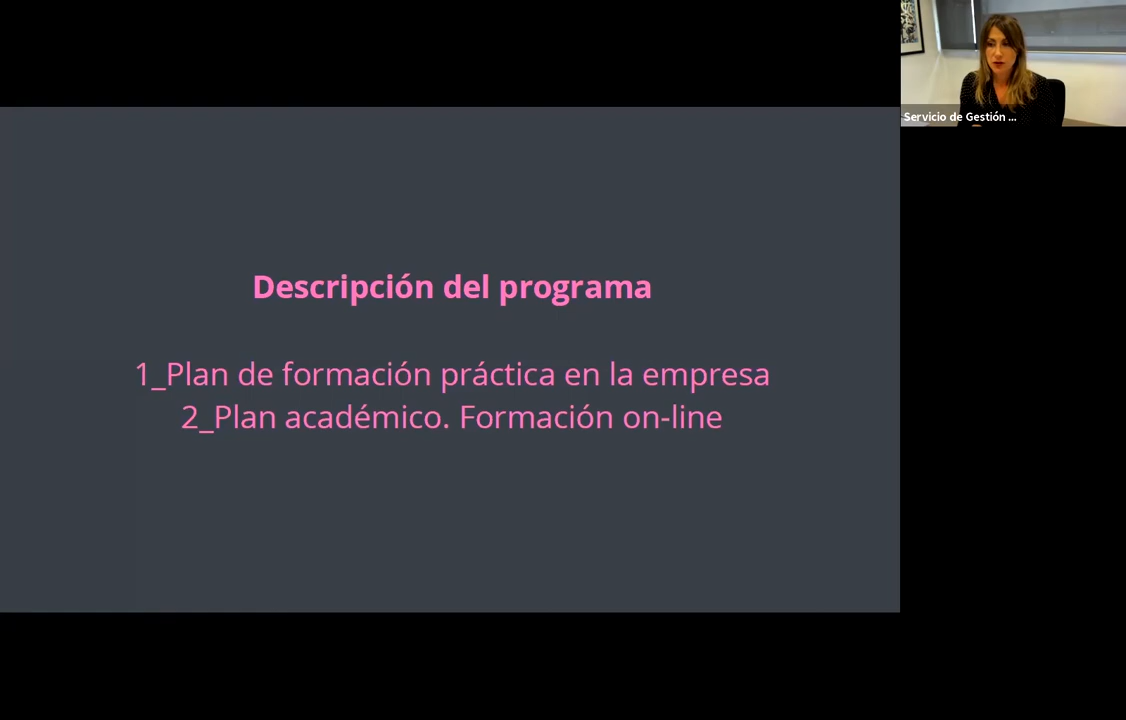 Servicio de Gestión ...
Descripción del programa
1_Plan de formación práctica en la empresa
2_Plan académico. Formación on-line